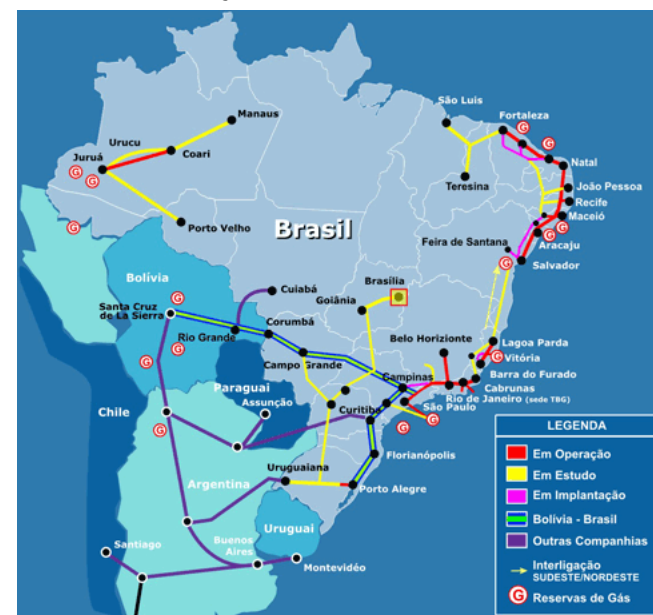 São Luis
Fortaleza
G
G
Manaus
Urucu
Coari
Juruá
G
G
Natal
Teresina
João Pessoa
Recife
Maceió
G
G
G
Porto Velho
Brasil
Feira de Santana
Aracaju
G
Salvador
Bolívia
Cuiabá
Brasília
Goiânia
G
Santa Cruz
de La Sierra
Corumbá
Rio Grande
Belo Horizionte
Lagoa Parda
G
Vitória
G
G
Campo Grande
Barra do Furado
Campinas
Cabrunas
Rio de Janeiro (sede TBG)
Paraguai
Assunção
Chile
São Paulo
Curitiba
G
G
G
LEGENDA
Em Operação
Em Estudo
Em Implantação
Bolívia - Brasil
Outras Companhias
Interligação
SUDESTE/NORDESTE
G Reservas de Gás
Florianópolis
Uruguaiana
Argentina
Porto Alegre
Uruguai
Santiago
Buenos
Aires
Montevidéo